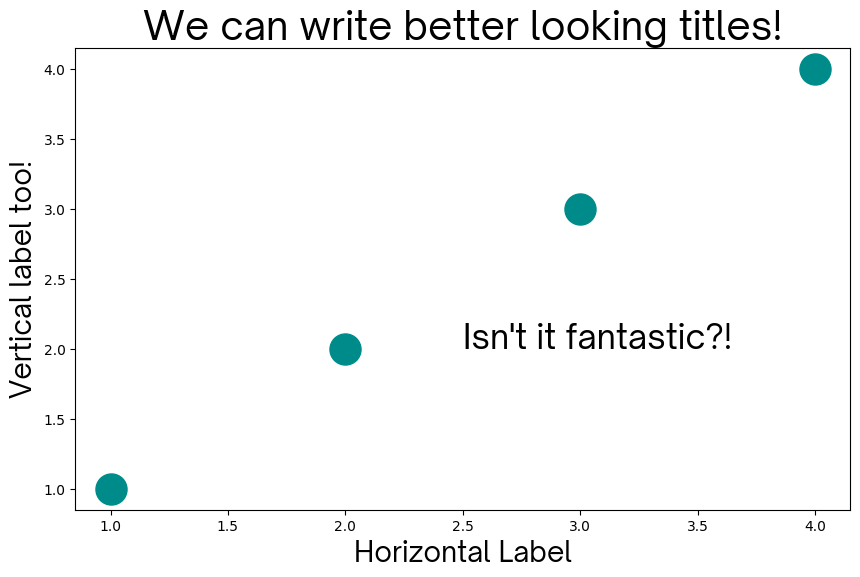 We can write better looking titles!
Vertical label too!
4.0
3.5
3.0
2.5
2.0
1.5
1.0
Isn't it fantastic?!
1.0 1.5 2.0 2.5 3.0 3.5 4.0
Horizontal Label